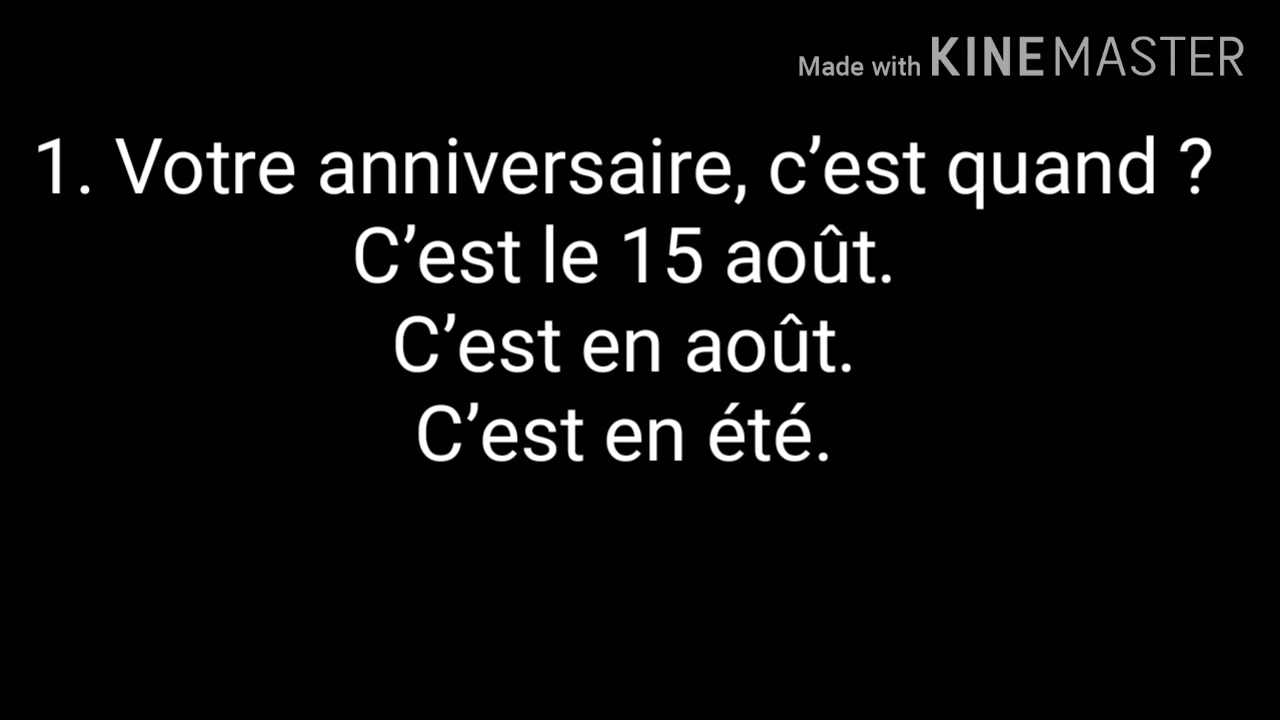 Made with KINEMASTER
1. Votre anniversaire, c’est quand ?
C’est le 15 août.
C’est en août.
C’est en été.